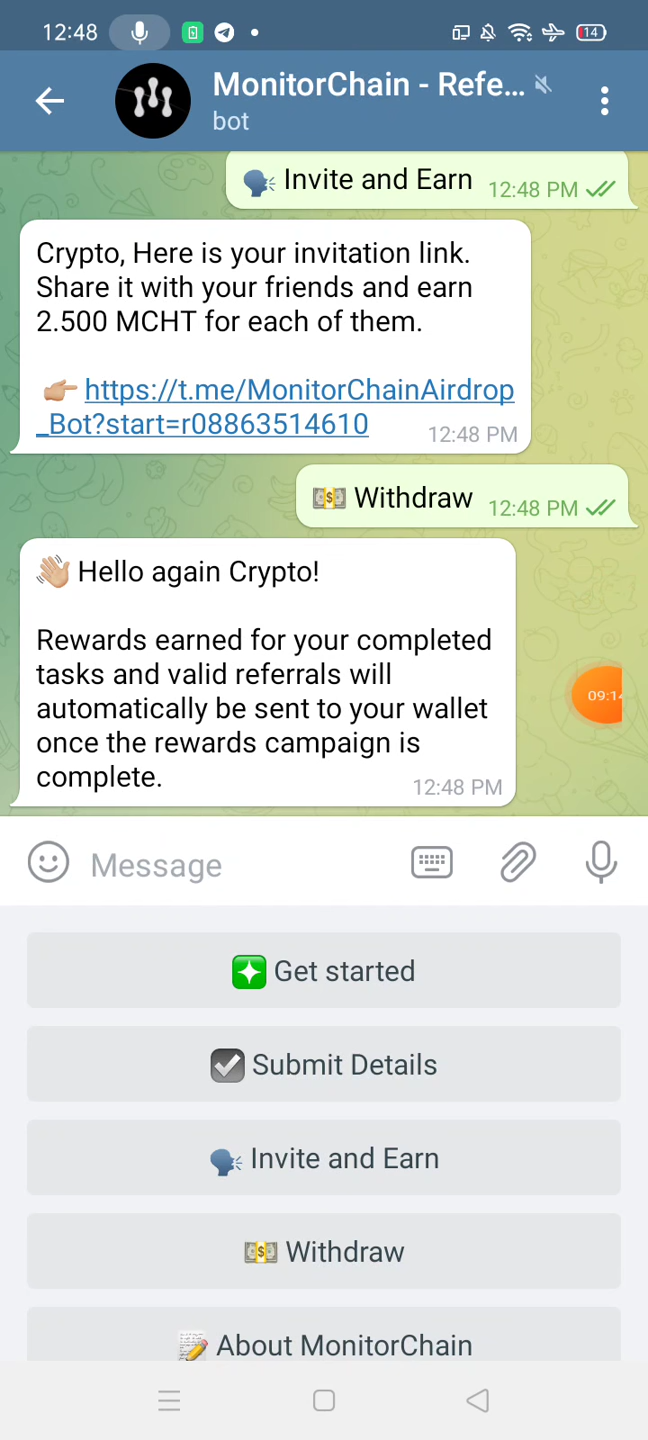 12:48
14
MonitorChain - Refe...
bot
Invite and Earn 12:48 PM
Crypto, Here is your invitation link.
Share it with your friends and earn
2.500 MCHT for each of them.
https://t.me/MonitorChainAirdrop
_Bot?start=r08863514610 12:48 PM
Withdraw 12:48 PM
Hello again Crypto!
Rewards earned for your completed
tasks and valid referrals will
automatically be sent to your wallet
once the rewards campaign is
complete. 12:48 PM
09:14
Message
Get started
Submit Details
Invite and Earn
Withdraw
About MonitorChain